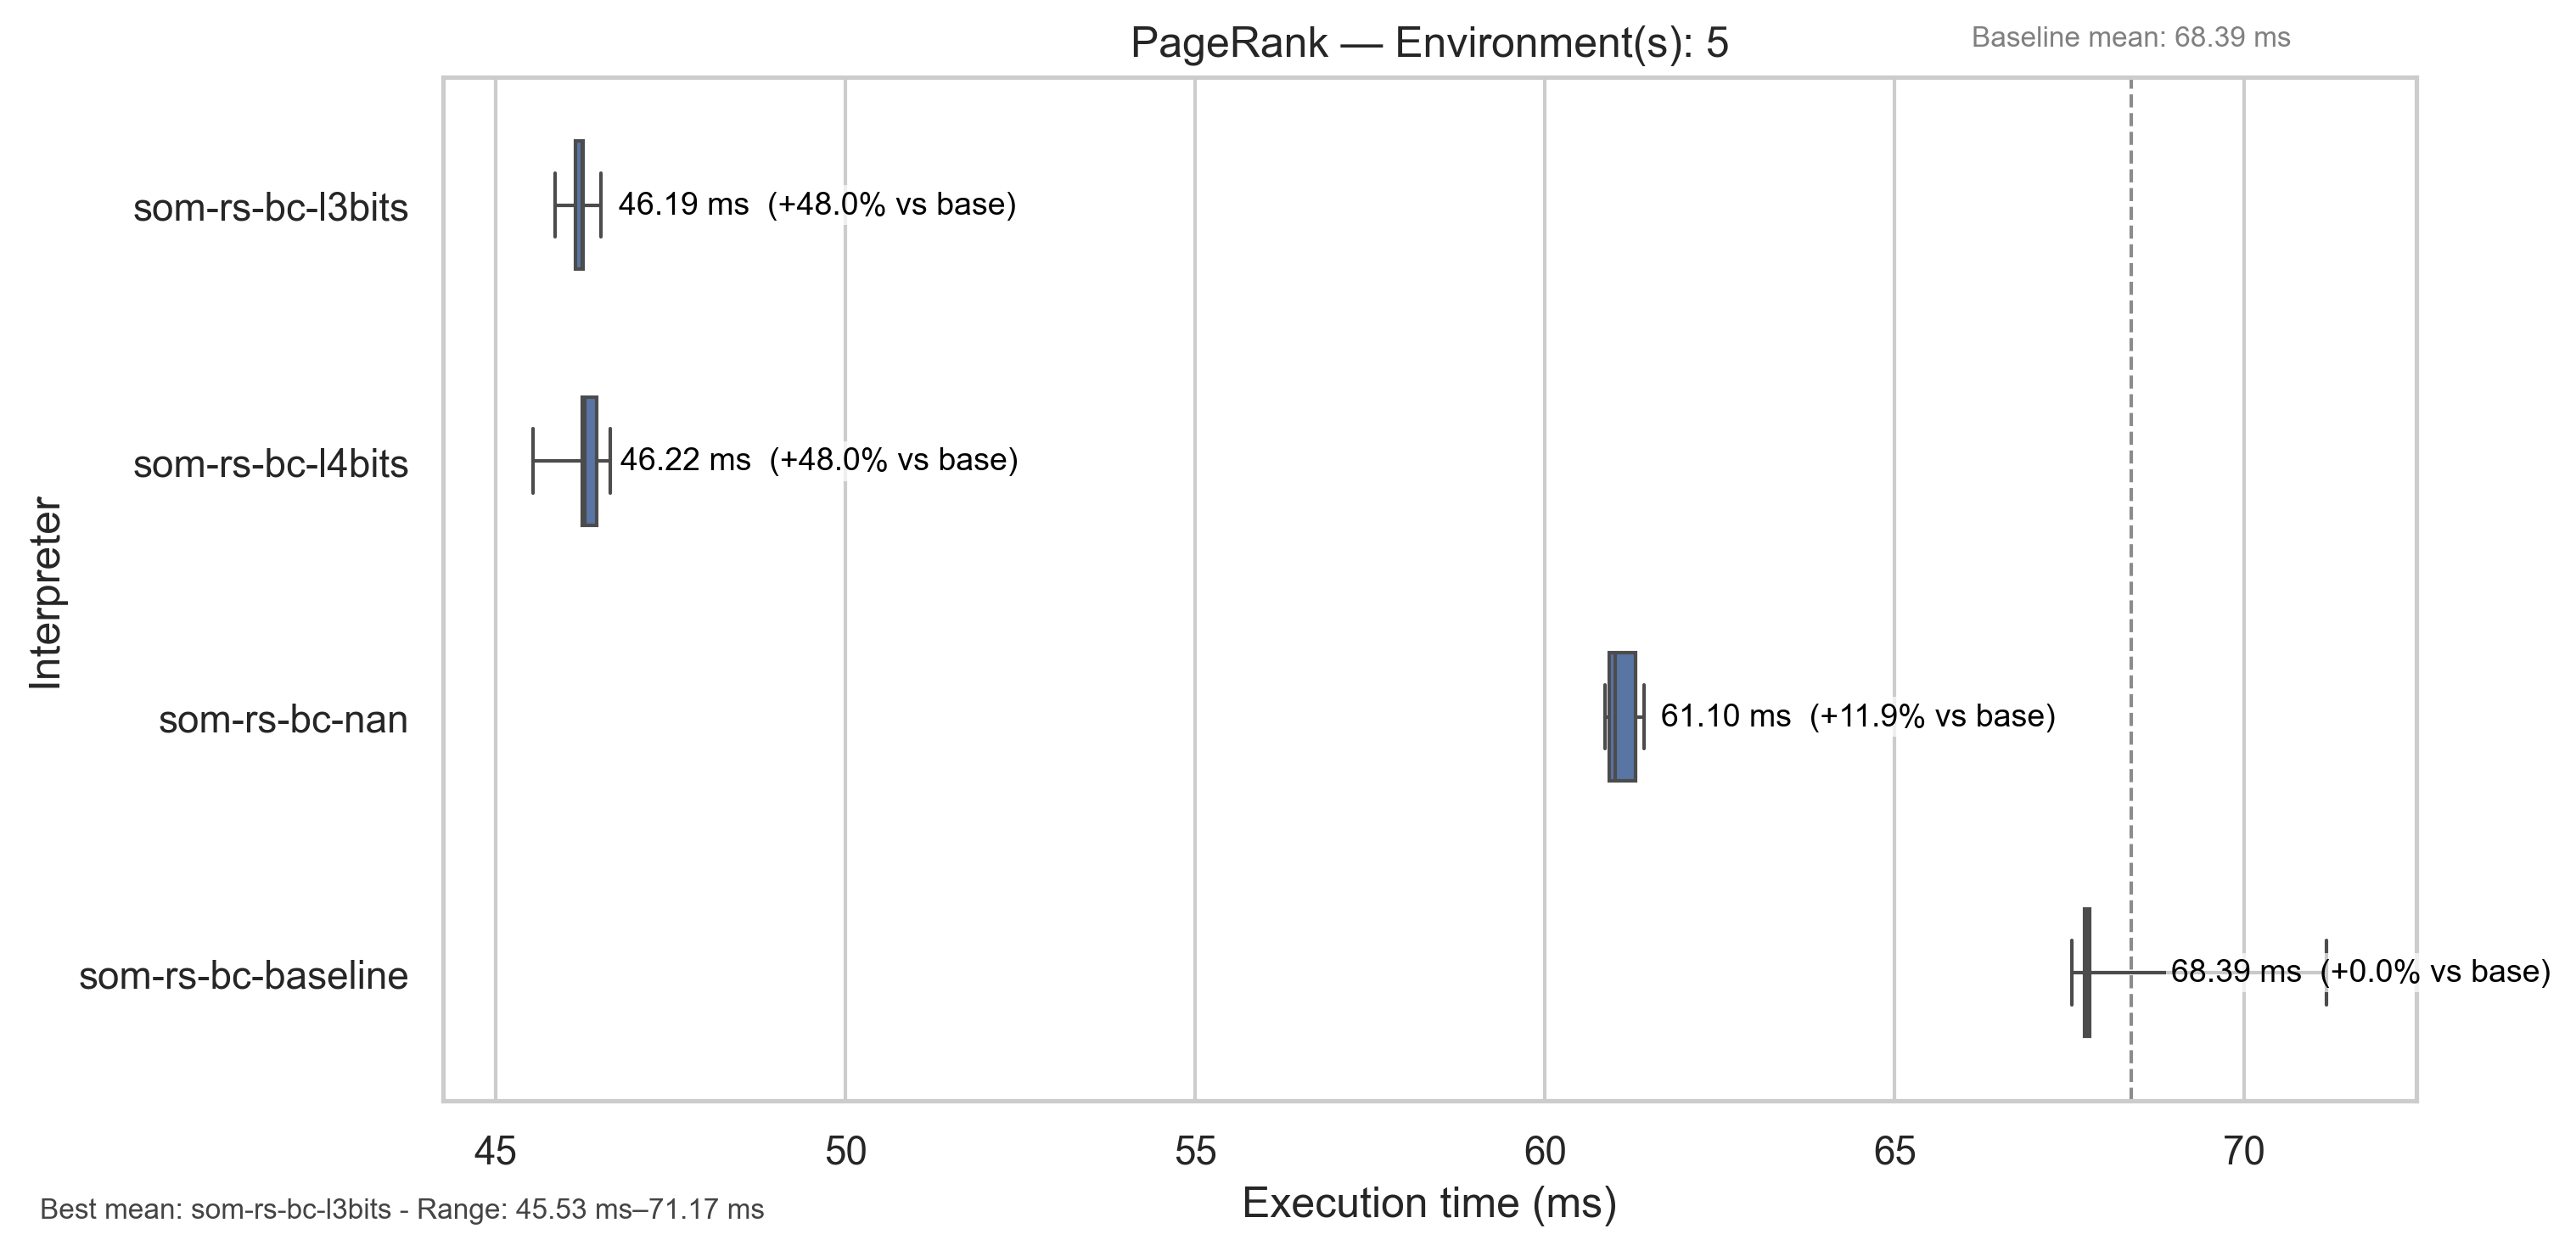 PageRank — Environment(s): 5
Baseline mean: 68.39 ms
Interpreter
som-rs-bc-l3bits
46.19 ms (+48.0% vs base)
som-rs-bc-l4bits
46.22 ms (+48.0% vs base)
som-rs-bc-nan
61.10 ms (+11.9% vs base)
som-rs-bc-baseline
68.39 ms (+0.0% vs base)
45 50 55 60 65 70
Execution time (ms)
Best mean: som-rs-bc-l3bits - Range: 45.53 ms–71.17 ms